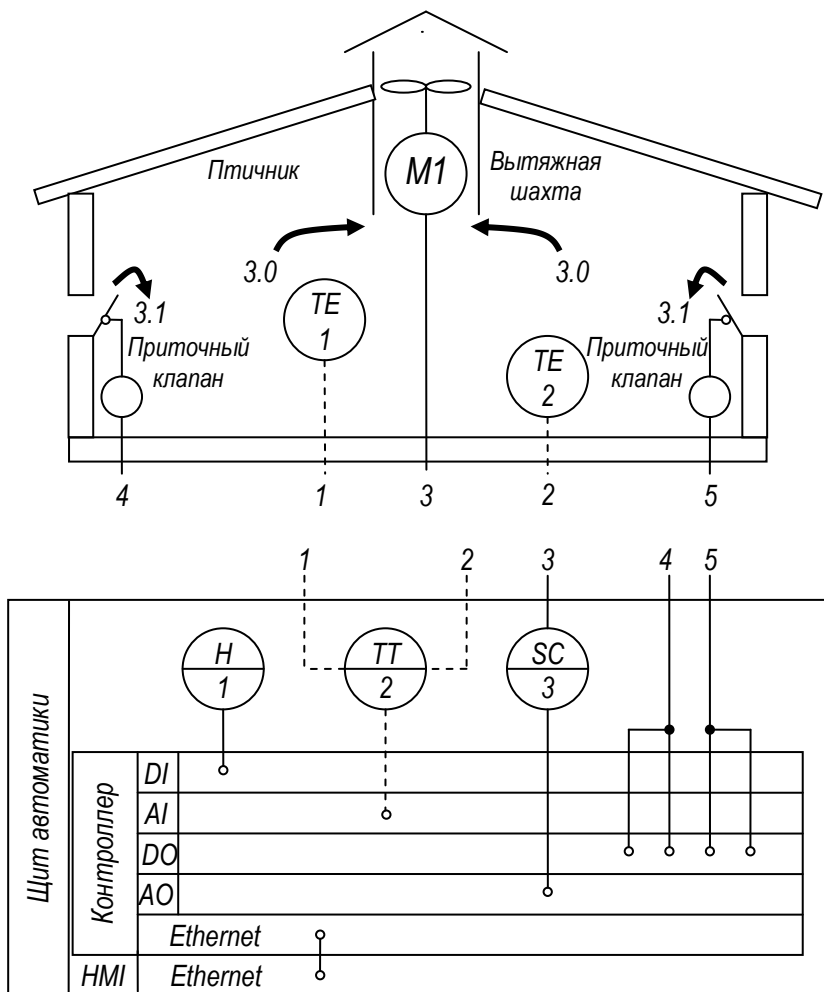 М1
Птичник
Вытяжная
шахта
3.0
3.0
TE
1
3.1
3.1
Приточный
клапан
TE
2
Приточный
клапан
4
1
3
2
5
1
2
3
4
5
Щит автоматики
H
1
TT
2
SC
3
Контроллер
DI
AI
DO
AO
Ethernet
HMI
Ethernet